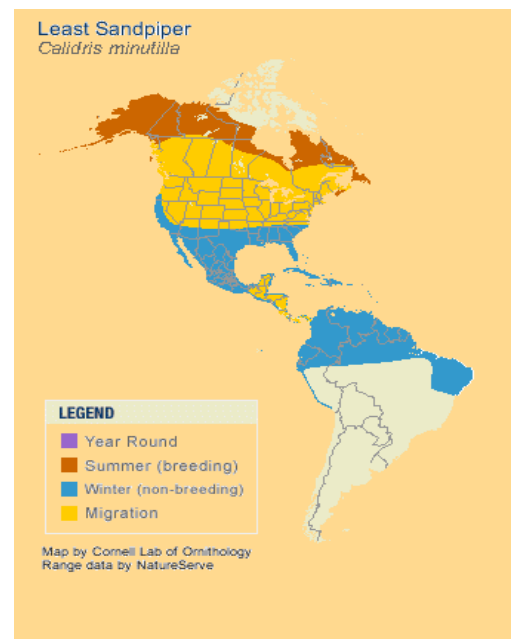 Least Sandpiper
Calidris minutilla
LEGEND
Year Round
Summer (breeding)
Winter (non-breeding)
Migration
Map by Cornell Lab of Ornithology
Range data by NatureServe